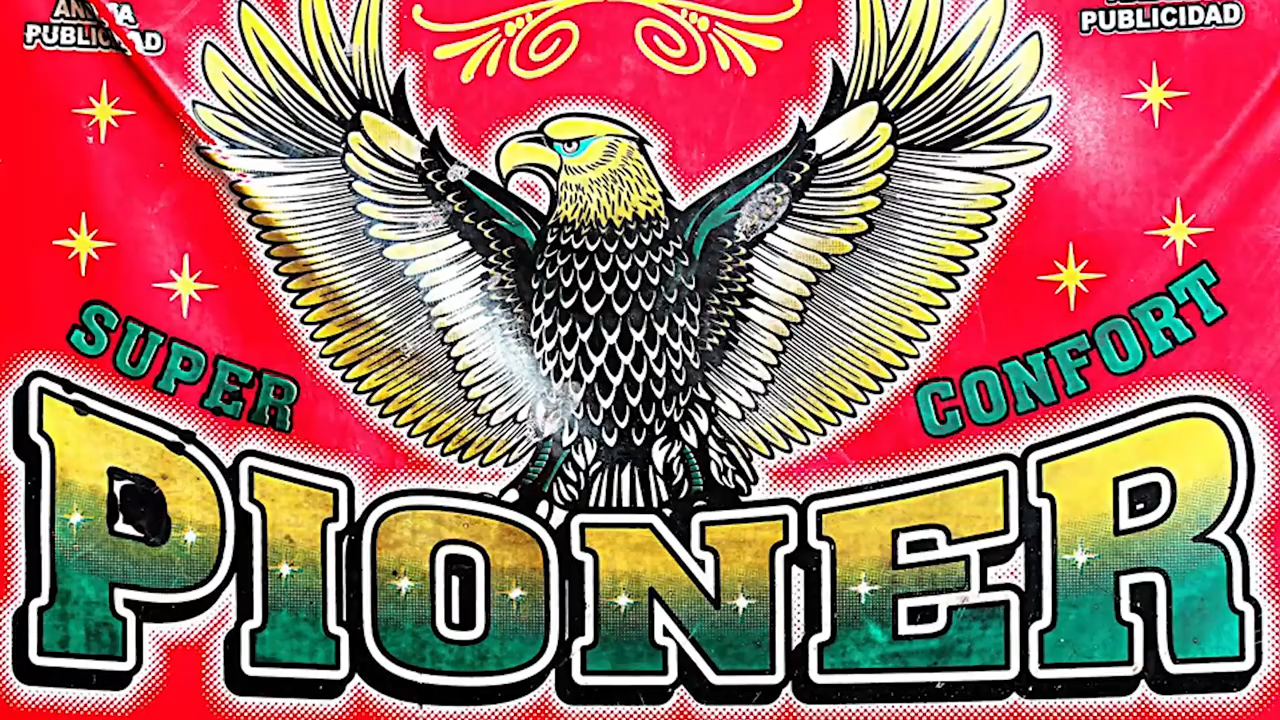 PUBLICIDAD
PUBLICIDAD
SUPER
CONFORT
PIONER